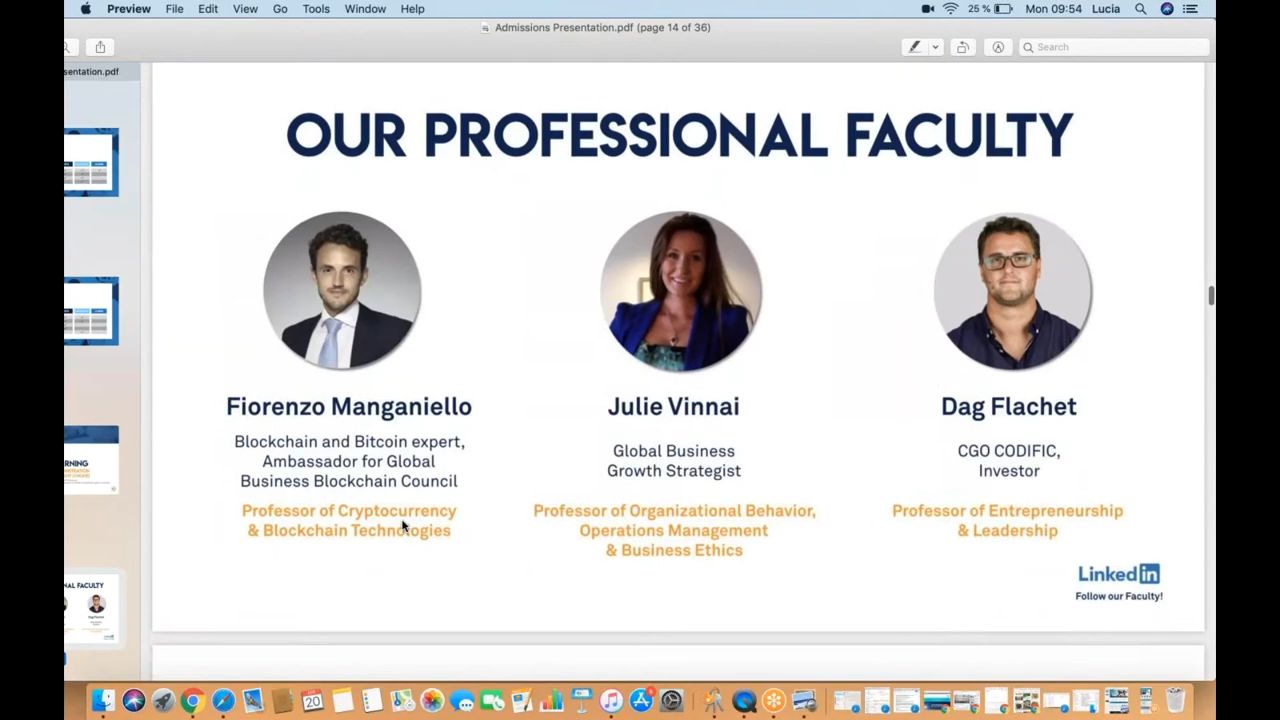 Preview File Edit View Go Tools Window Help 25 % Mon 09:54 Lucia
Admissions Presentation.pdf (page 14 of 36)
Search
sentation.pdf
OUR PROFESSIONAL FACULTY
Fiorenzo Manganiello
Blockchain and Bitcoin expert,
Ambassador for Global
Business Blockchain Council
Professor of Cryptocurrency
& Blockchain Technologies
Julie Vinnai
Global Business
Growth Strategist
Professor of Organizational Behavior,
Operations Management
& Business Ethics
Dag Flachet
CGO CODIFIC,
Investor
Professor of Entrepreneurship
& Leadership
LinkedIn
Follow our Faculty!
RNING
NAL FACULTY
20